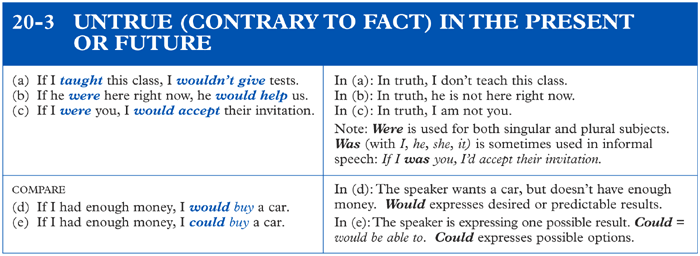 20-3 UNTRUE (CONTRARY TO FACT) IN THE PRESENT
OR FUTURE
(a) If I taught this class, I wouldn't give tests.
(b) If he were here right now, he would help us.
(c) If I were you, I would accept their invitation.
In (a): In truth, I don't teach this class.
In (b): In truth, he is not here right now.
In (c): In truth, I am not you.
Note: Were is used for both singular and plural subjects.
Was (with I, he, she, it) is sometimes used in informal
speech: If I was you, I'd accept their invitation.
COMPARE
(d) If I had enough money, I would buy a car.
(e) If I had enough money, I could buy a car.
In (d): The speaker wants a car, but doesn't have enough
money. Would expresses desired or predictable results.
In (e): The speaker is expressing one possible result. Could =
would be able to. Could expresses possible options.